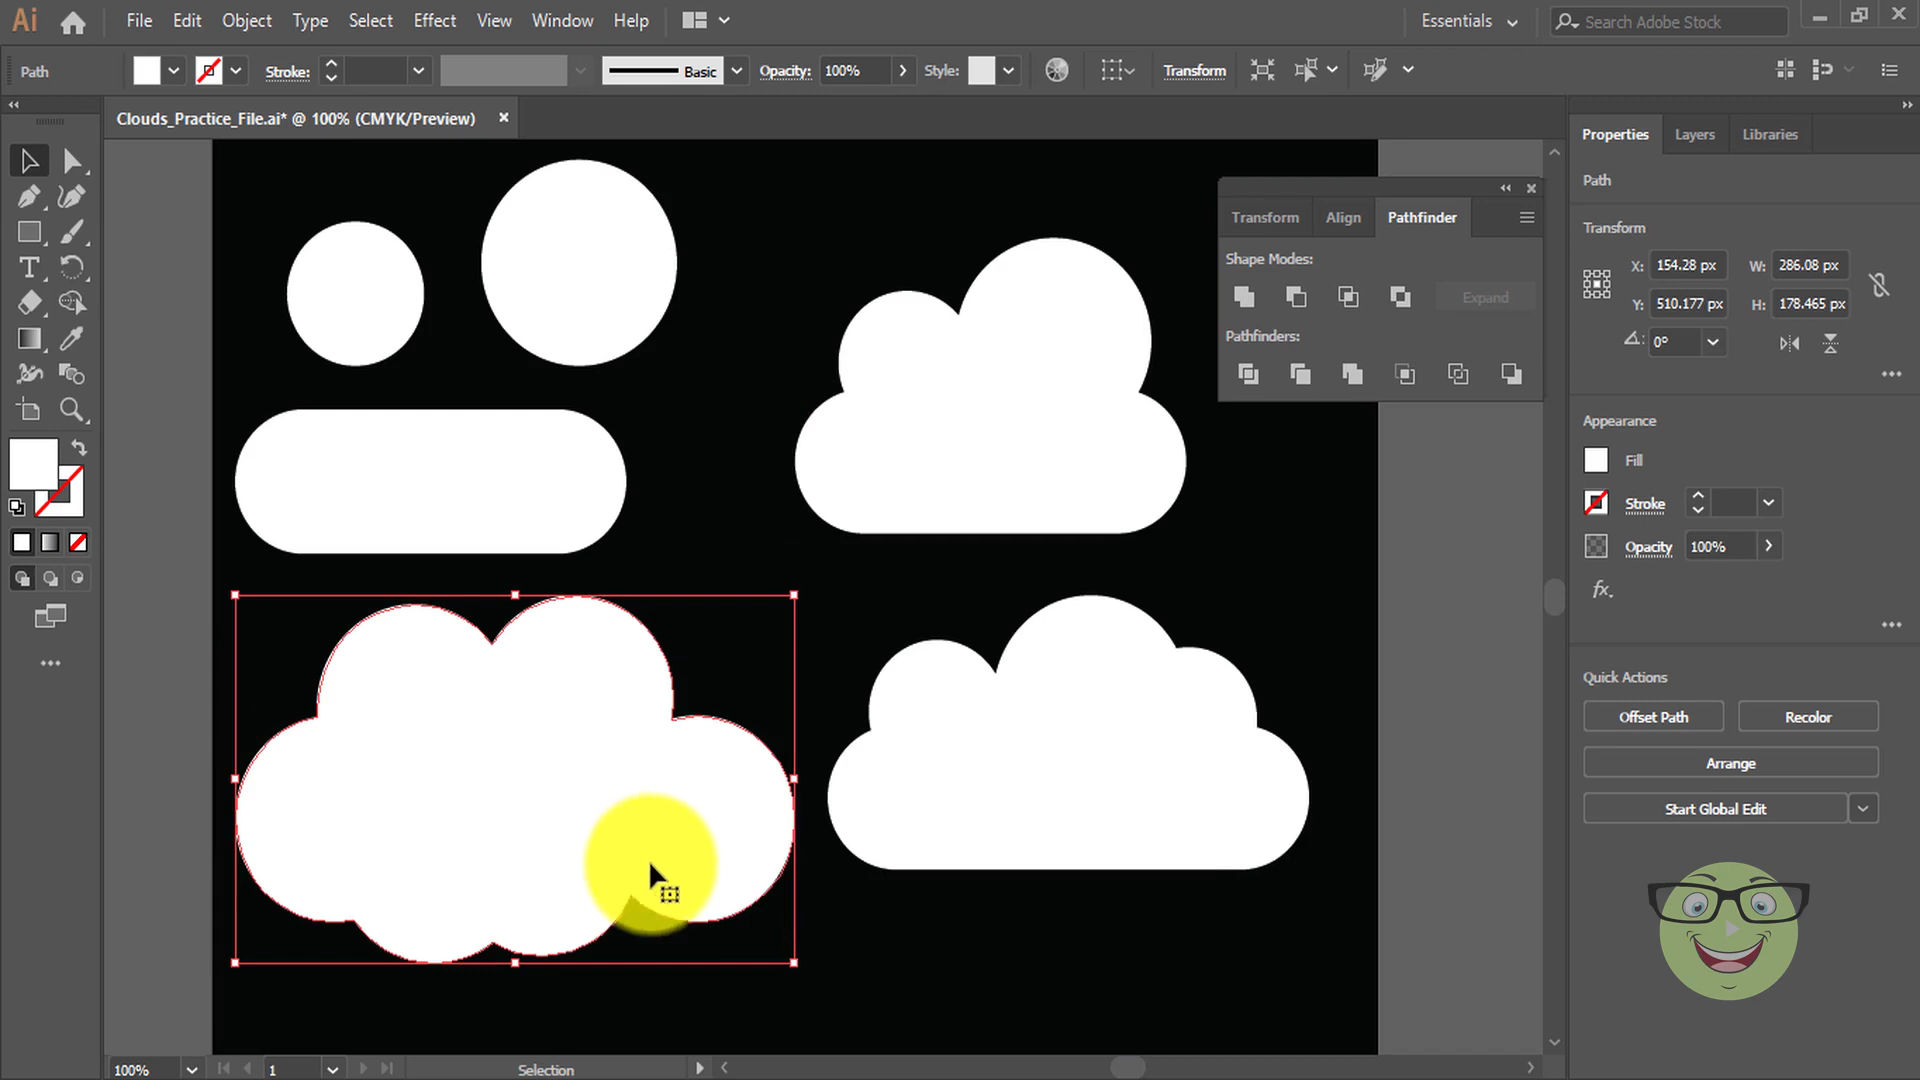 Ai File Edit Object Type Select Effect View Window Help Essentials Search Adobe Stock
Path Stroke: Basic Opacity: 100% Style: Transform
Clouds_Practice_File.ai* @ 100% (CMYK/Preview) ×
Properties Layers Libraries
Path
Transform
X: 154.28 px W: 286.08 px
Y: 510.177 px H: 178.465 px
0°
Transform Align Pathfinder
Shape Modes:
Expand
Pathfinders:
Appearance
Fill
Stroke
Opacity 100%
fx.
Quick Actions
Offset Path Recolor
Arrange
Start Global Edit
100% 1 Selection